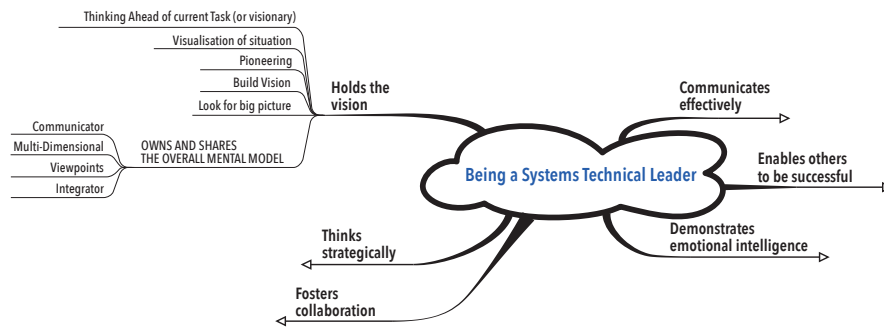 Thinking Ahead of current Task (or visionary)
Visualisation of situation
Pioneering
Build Vision
Look for big picture
Holds the
vision
Communicator
Multi-Dimensional
Viewpoints
Integrator
OWNS AND SHARES
THE OVERALL MENTAL MODEL
Being a Systems Technical Leader
Communicates
effectively
Enables others
to be successful
Demonstrates
emotional intelligence
Thinks
strategically
Fosters
collaboration